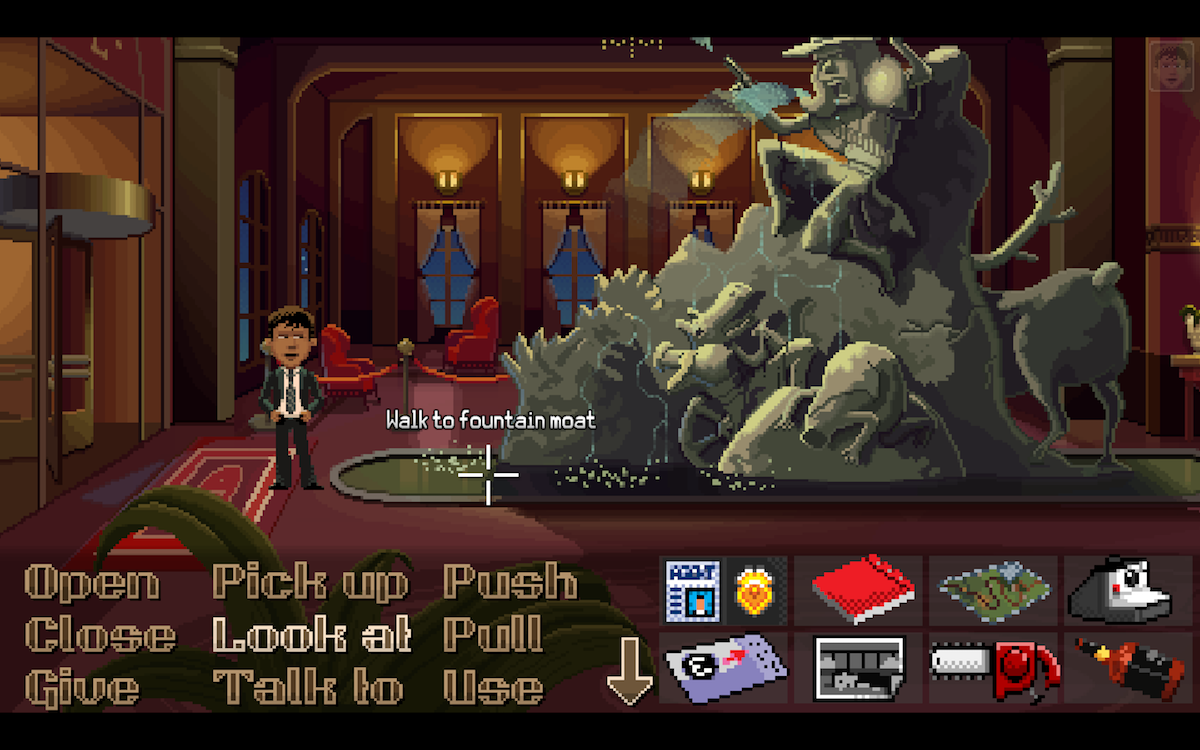 Walk to fountain moat
Open Pick up Push
Close Look at Pull
Give Talk to Use